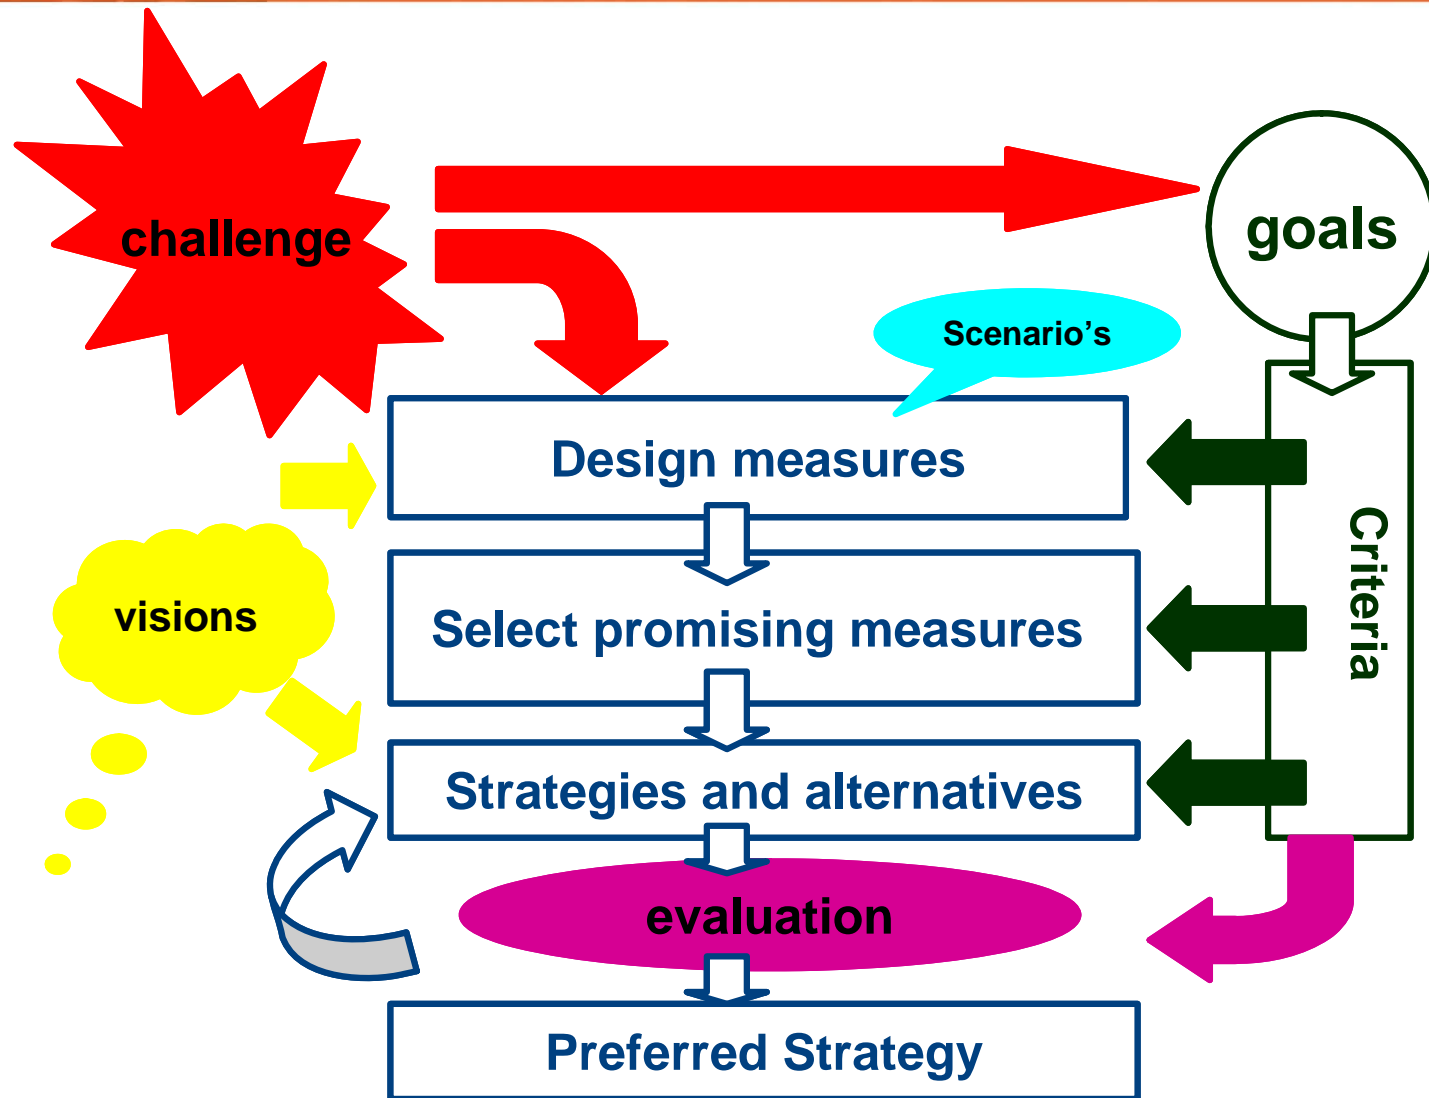 challenge
goals
Scenario's
Design measures
Criteria
visions
Select promising measures
Strategies and alternatives
evaluation
Preferred Strategy